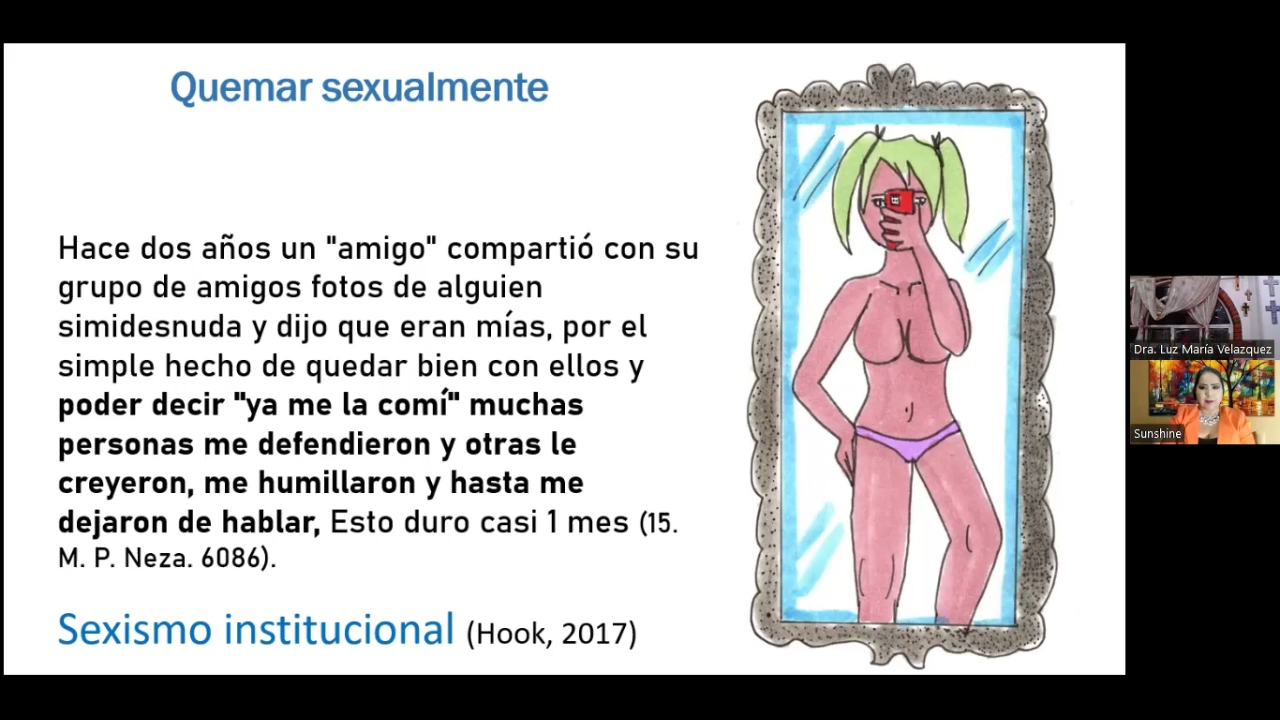 Quemar sexualmente
Hace dos años un "amigo" compartió con su
grupo de amigos fotos de alguien
simidesnuda y dijo que eran mías, por el
simple hecho de quedar bien con ellos y
poder decir "ya me la comí" muchas
personas me defendieron y otras le
creyeron, me humillaron y hasta me
dejaron de hablar, Esto duro casi 1 mes (15.
M. P. Neza. 6086).
Sexismo institucional (Hook, 2017)
Dra. Luz María Velazquez
Sunshine